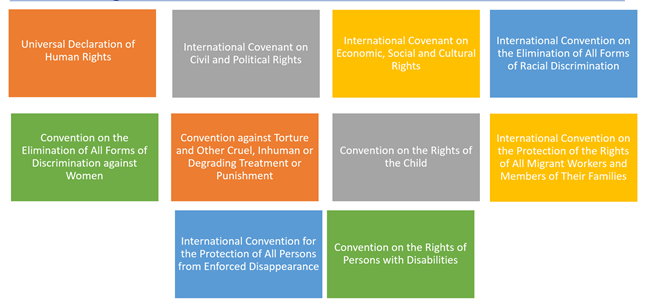 Universal Declaration of
Human Rights
International Covenant on
Civil and Political Rights
International Covenant on
Economic, Social and Cultural
Rights
International Convention on
the Elimination of All Forms
of Racial Discrimination
Convention on the
Elimination of All Forms of
Discrimination against
Women
Convention against Torture
and Other Cruel, Inhuman or
Degrading Treatment or
Punishment
Convention on the Rights of
the Child
International Convention on
the Protection of the Rights
of All Migrant Workers and
Members of Their Families
International Convention for
the Protection of All Persons
from Enforced Disappearance
Convention on the Rights of
Persons with Disabilities